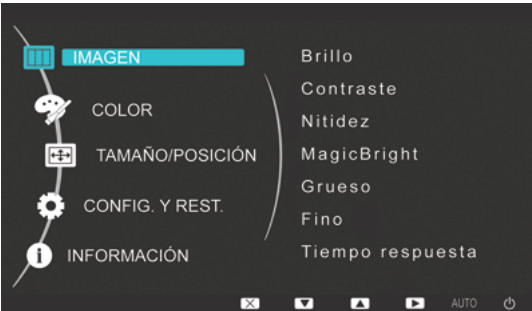 IMAGEN
COLOR
TAMAÑO/POSICIÓN
CONFIG. Y REST.
INFORMACIÓN
Brillo
Contraste
Nitidez
MagicBright
Grueso
Fino
Tiempo respuesta
AUTO